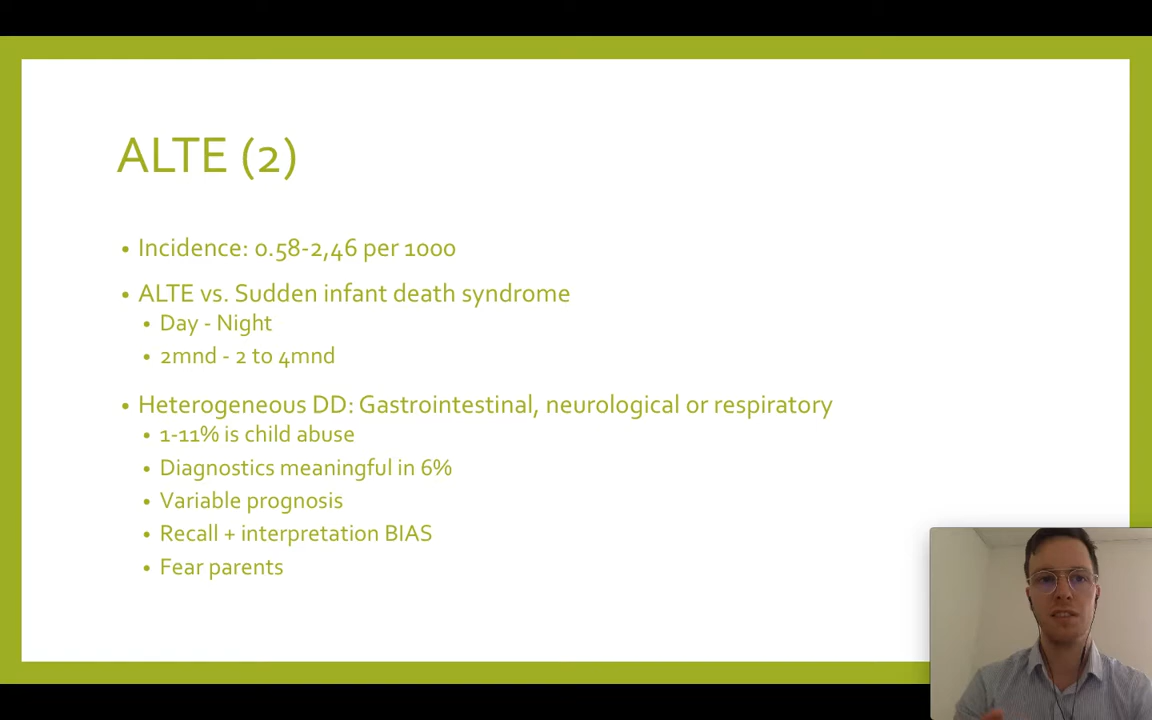 ALTE (2)
• Incidence: 0.58-2,46 per 1000
• ALTE vs. Sudden infant death syndrome
• Day - Night
• 2mnd - 2 to 4mnd
• Heterogeneous DD: Gastrointestinal, neurological or respiratory
• 1-11% is child abuse
• Diagnostics meaningful in 6%
• Variable prognosis
• Recall + interpretation BIAS
• Fear parents